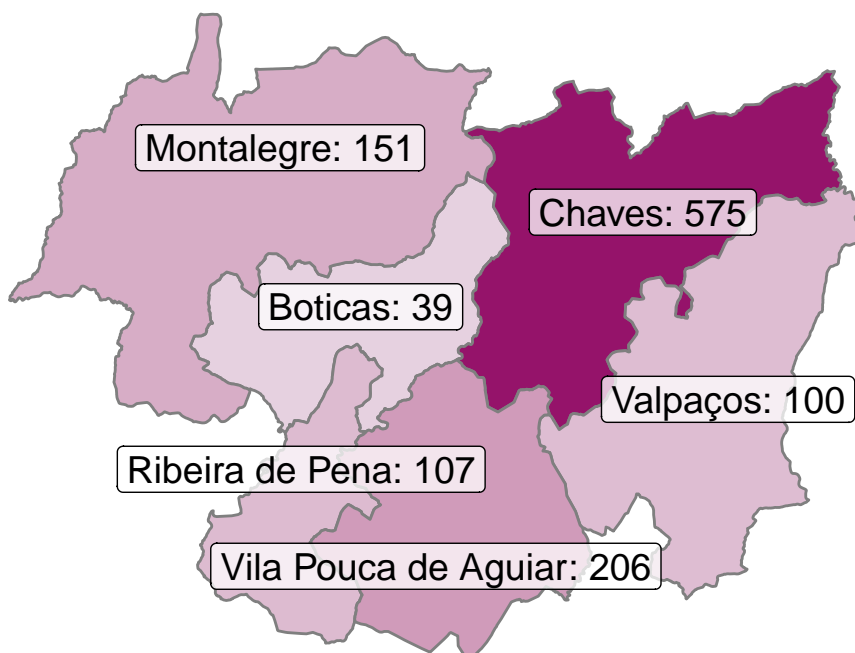 Montalegre: 151
Chaves: 575
Boticas: 39
Valpaços: 100
Ribeira de Pena: 107
Vila Pouca de Aguiar: 206